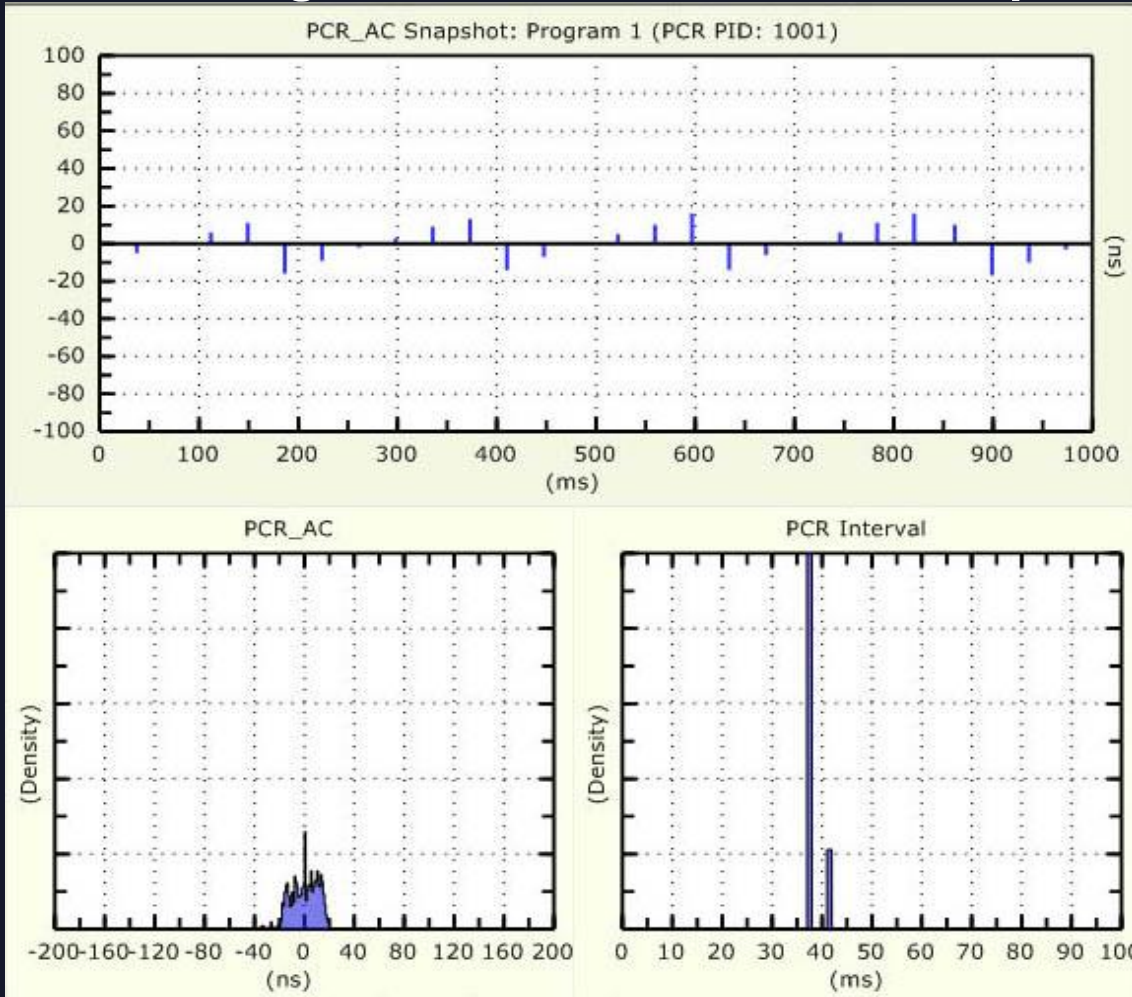 PCR_AC Snapshot: Program 1 (PCR PID: 1001)
100
80
60
40
20
0
-20
-40
-60
-80
-100
(ns)
0 100 200 300 400 500 600 700 800 900 1000
(ms)
PCR_AC
(Density)
-200-160-120 -80 -40 0 40 80 120 160 200
(ns)
PCR Interval
(Density)
0 10 20 30 40 50 60 70 80 90 100
(ms)